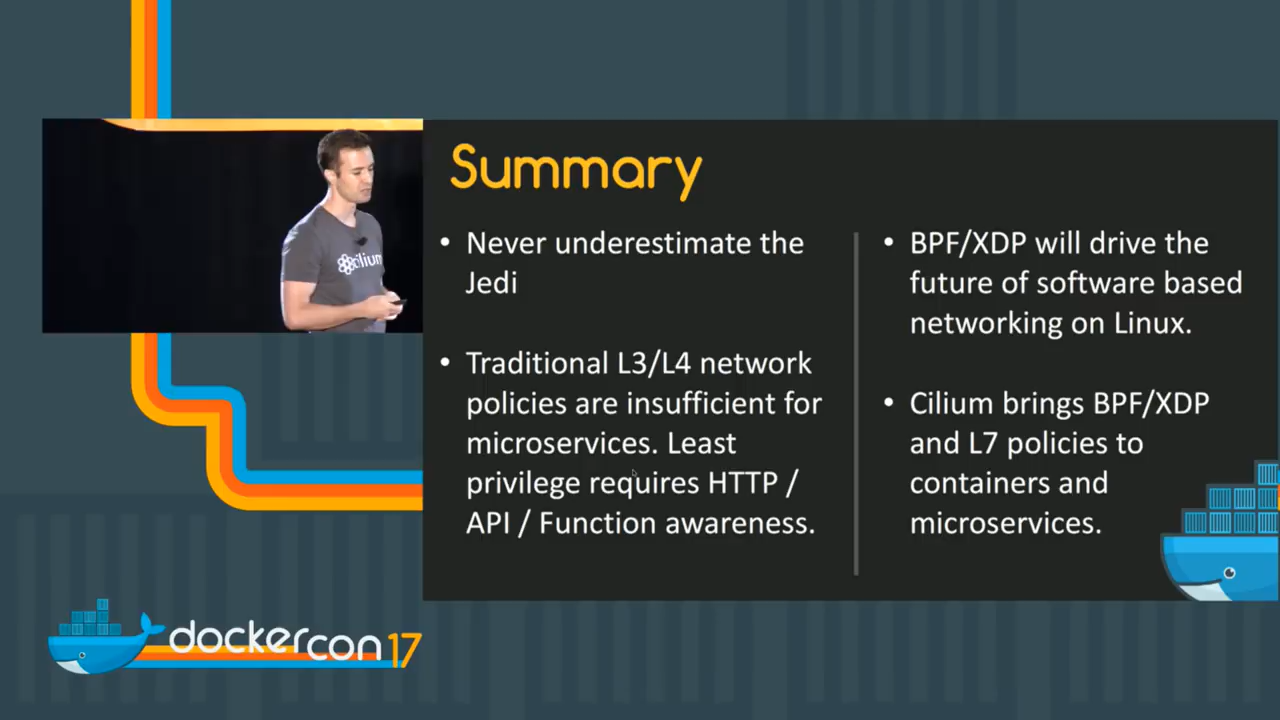 cilium
Summary
• Never underestimate the
Jedi
• Traditional L3/L4 network
policies are insufficient for
microservices. Least
privilege requires HTTP /
API / Function awareness.
• BPF/XDP will drive the
future of software based
networking on Linux.
• Cilium brings BPF/XDP
and L7 policies to
containers and
microservices.
dockercon 17